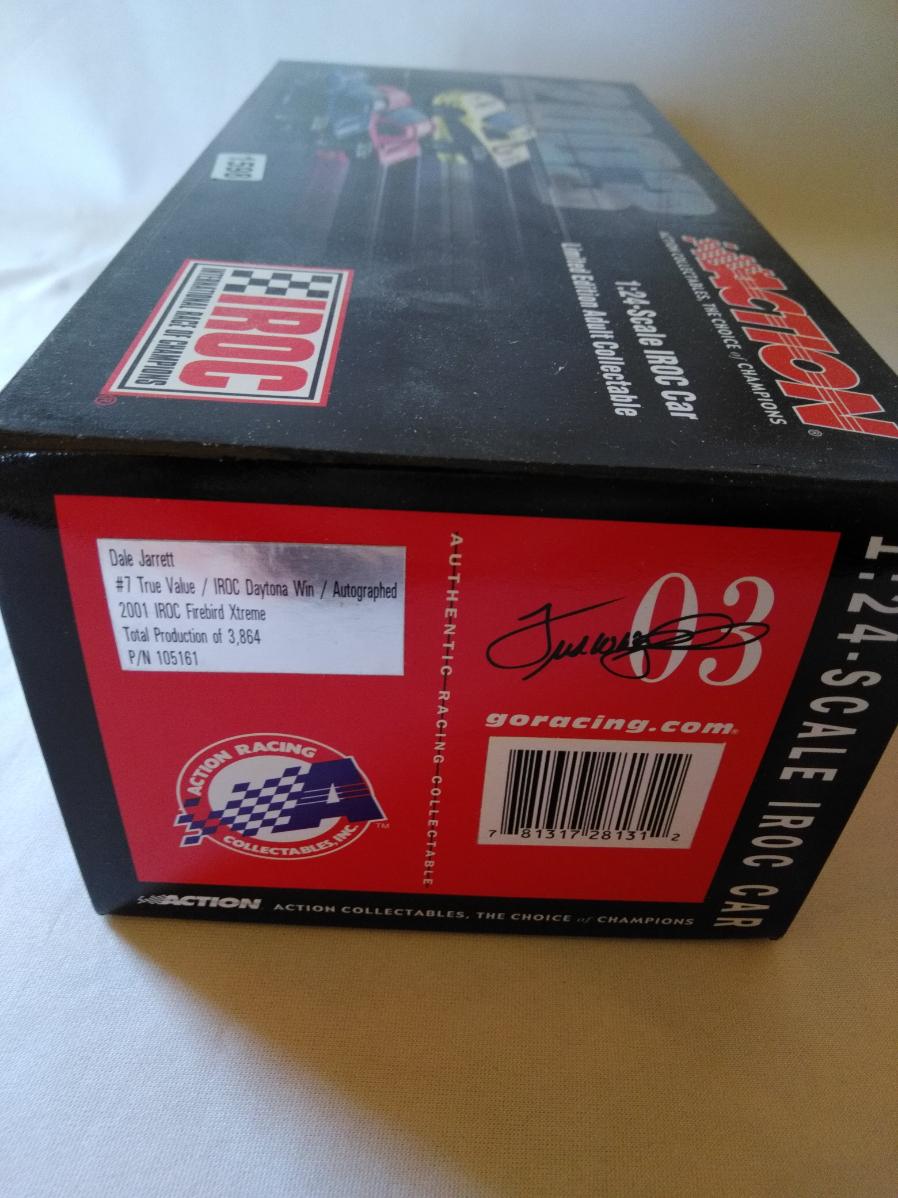 1598
ACTION®
ACTION COLLECTABLES, THE CHOICE of CHAMPIONS
1:24-Scale IROC Car
Limited Edition Adult Collectable
IROC
INTERNATIONAL RACE OF CHAMPIONS
®
Dale Jarrett
#7 True Value / IROC Daytona Win / Autographed
2001 IROC Firebird Xtreme
Total Production of 3,864
P/N 105161
AUTHENTIC RACING COLLECTABLE
03
goracing.com®
7 81317 28131 2
ACTION RACING
COLLECTABLES, INC.
A
™
1:24-SCALE IROC CAR
ACTION ACTION COLLECTABLES, THE CHOICE of CHAMPIONS